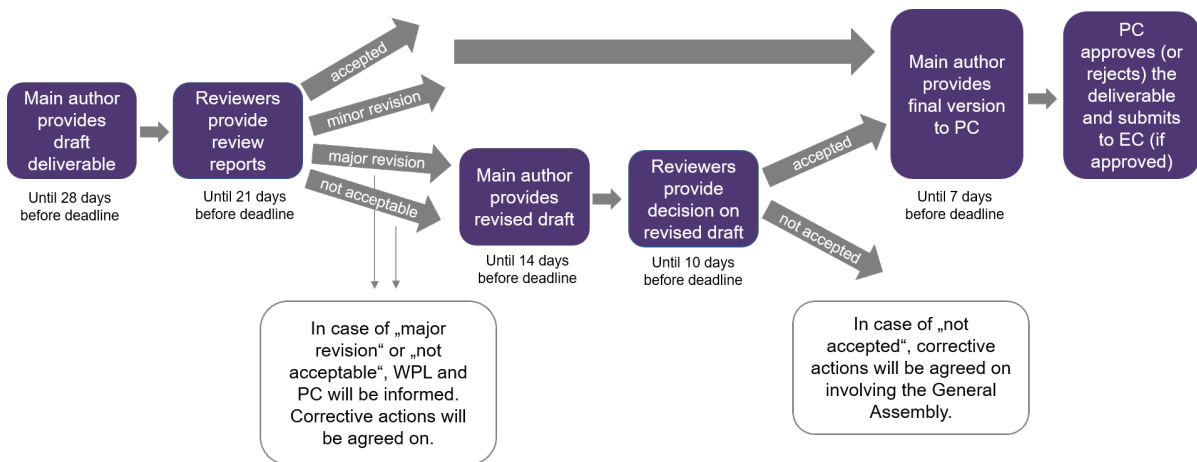 Main author
provides
draft
deliverable
Until 28 days
before deadline
Reviewers
provide
review
reports
Until 21 days
before deadline
accepted
minor revision
major revision
not acceptable
In case of „major
revision“ or „not
acceptable“, WPL and
PC will be informed.
Corrective actions will
be agreed on.
Main author
provides
revised draft
Until 14 days
before deadline
Reviewers
provide
decision on
revised draft
Until 10 days
before deadline
accepted
not accepted
In case of „not
accepted“, corrective
actions will be agreed on
involving the General
Assembly.
Main author
provides
final version
to PC
Until 7 days
before deadline
PC
approves (or
rejects) the
deliverable
and submits
to EC (if
approved)